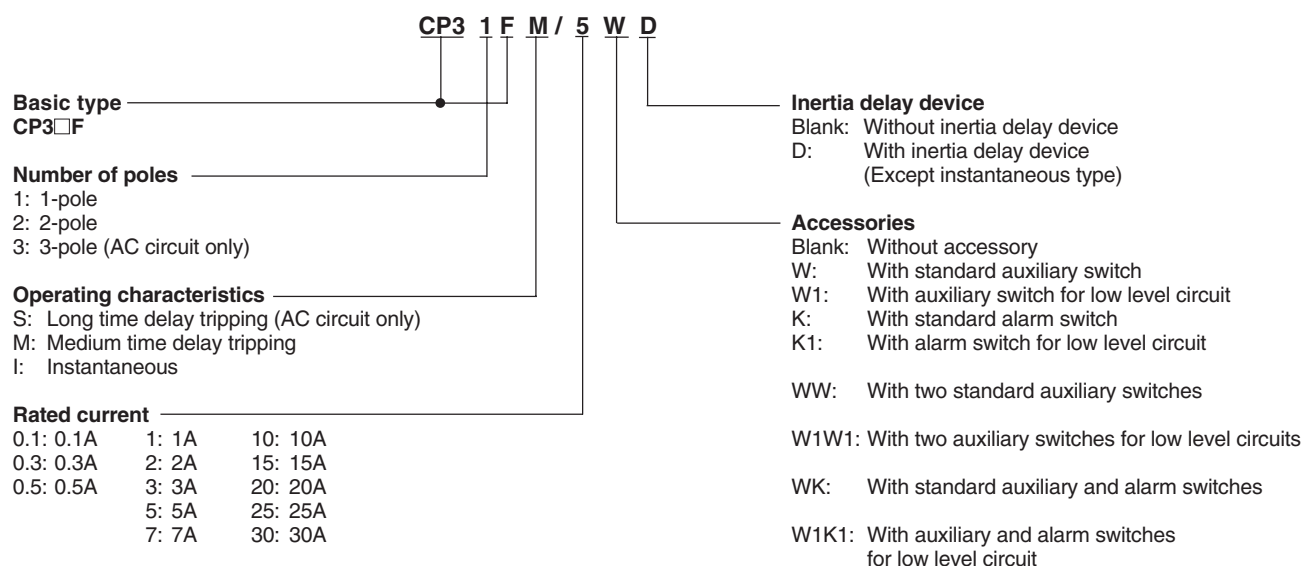 CP3 1 F M / 5 W D
Basic type
CP3□F
Number of poles
1: 1-pole
2: 2-pole
3: 3-pole (AC circuit only)
Operating characteristics
S: Long time delay tripping (AC circuit only)
M: Medium time delay tripping
I: Instantaneous
Rated current
0.1: 0.1A 1: 1A 10: 10A
0.3: 0.3A 2: 2A 15: 15A
0.5: 0.5A 3: 3A 20: 20A
5: 5A 25: 25A
7: 7A 30: 30A
Inertia delay device
Blank: Without inertia delay device
D: With inertia delay device
(Except instantaneous type)
Accessories
Blank: Without accessory
W: With standard auxiliary switch
W1: With auxiliary switch for low level circuit
K: With standard alarm switch
K1: With alarm switch for low level circuit
WW: With two standard auxiliary switches
W1W1: With two auxiliary switches for low level circuits
WK: With standard auxiliary and alarm switches
W1K1: With auxiliary and alarm switches
for low level circuit